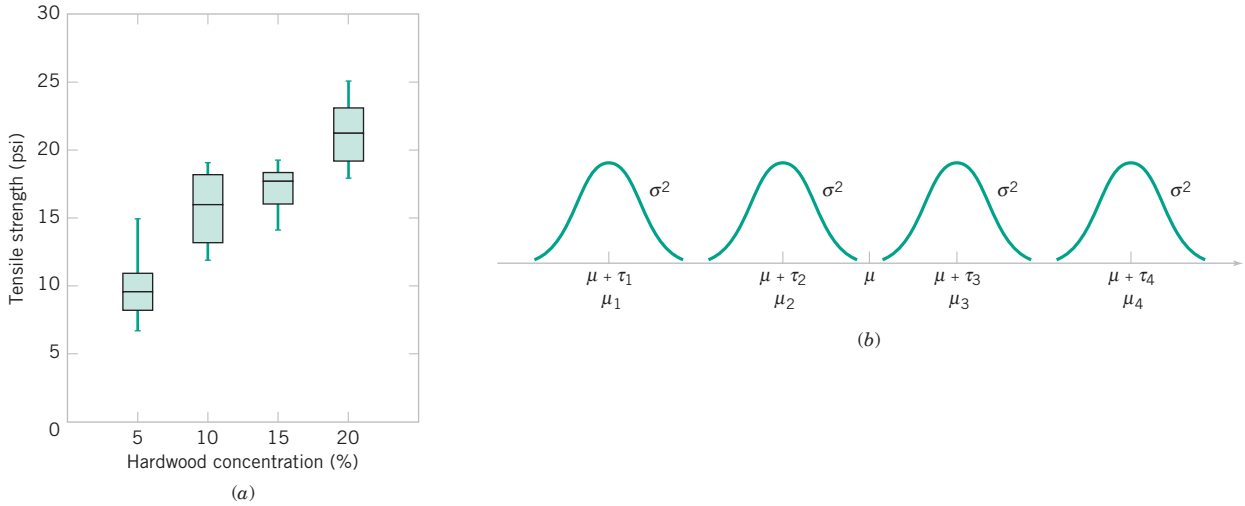 30
25
20
15
10
5
0
Tensile strength (psi)
5 10 15 20
Hardwood concentration (%)
(a)
σ² σ² σ² σ²
μ + τ₁ μ + τ₂ μ μ + τ₃ μ + τ₄
μ₁ μ₂ μ₃ μ₄
(b)